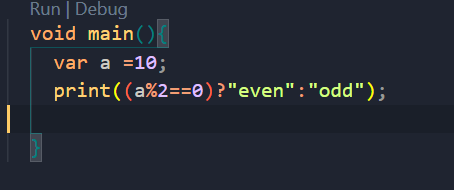 Run | Debug
void main(){
var a =10;
print((a%2==0)?"even":"odd");
}